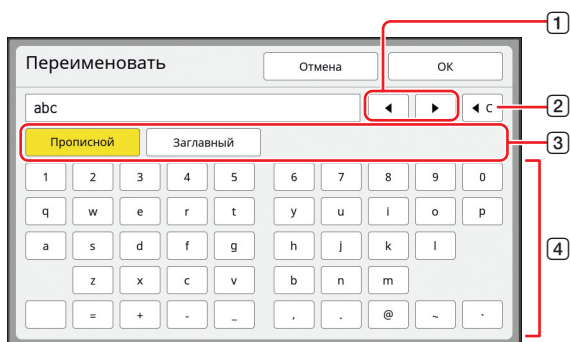 1
Переименовать Отмена ОК
abc ◀ ▶ ◀ C 2
Прописной Заглавный 3
1 2 3 4 5 6 7 8 9 0
q w e r t y u i o p
a s d f g h j k l 4
z x c v b n m
= + - _ , . @ ~ `